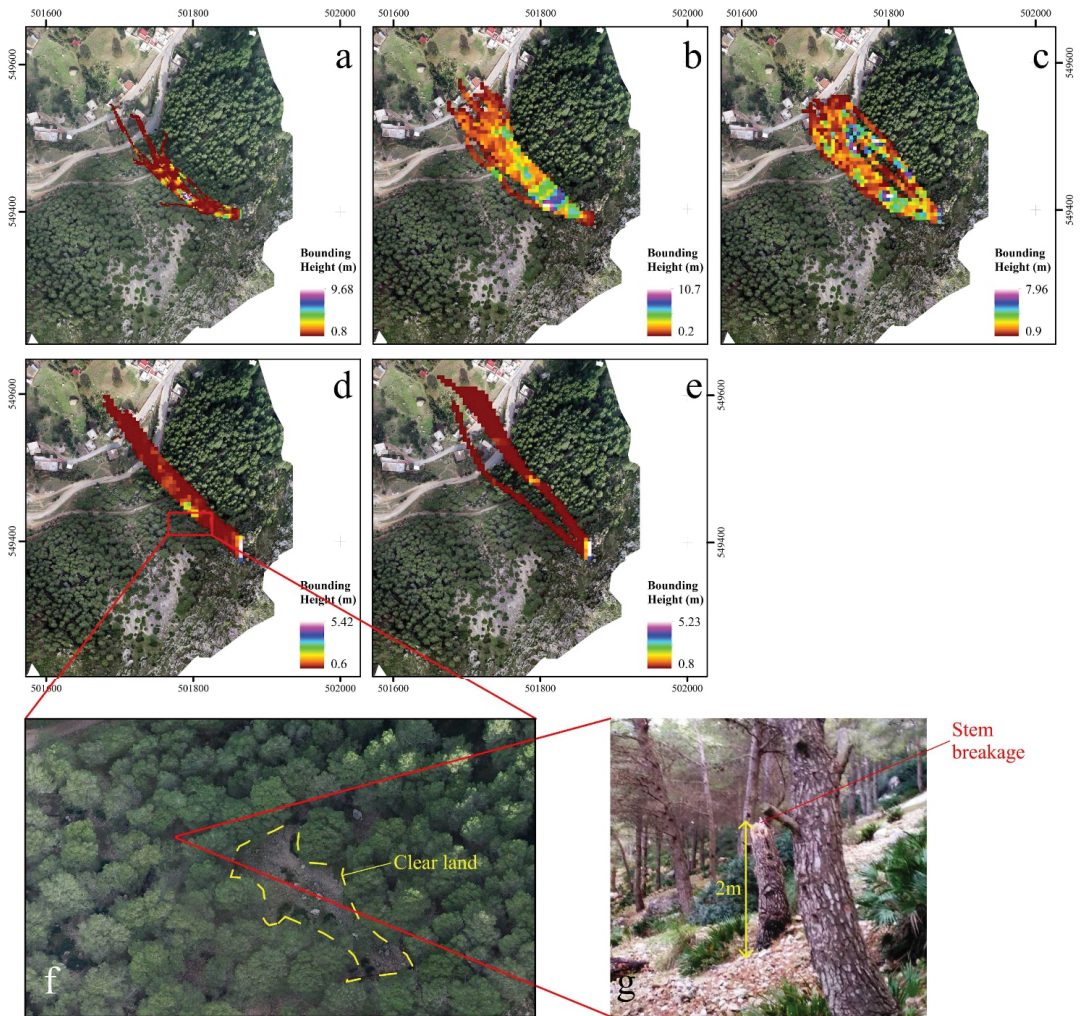 501600 501800 502000
501600 501800
501600 501800 502000
549600
549400
a
Bounding
Height (m)
9.68
0.8
b
Bounding
Height (m)
10.7
0.2
c
Bounding
Height (m)
7.96
0.9
549600
549400
549600
549400
d
Bounding
Height (m)
5.42
0.6
e
Bounding
Height (m)
5.23
0.8
549600
549400
501600 501800 502000
501600 501800 502000
Clear land
f
Stem
breakage
2m
g